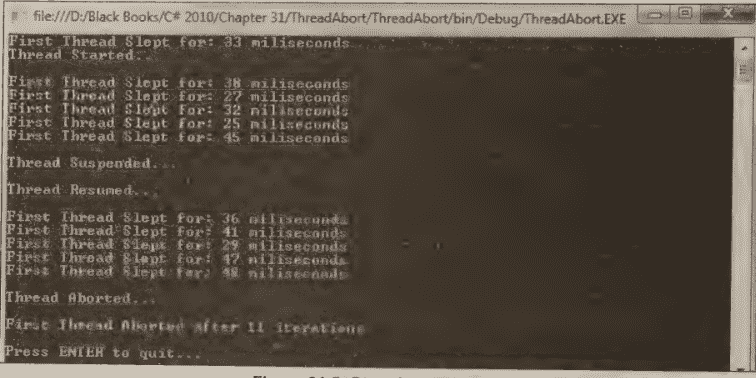 file:///D:/Black Books/C# 2010/Chapter 31/ThreadAbort/ThreadAbort/bin/Debug/ThreadAbort.EXE
First Thread Slept for: 33 miliseconds
Thread Started...
First Thread Slept for: 38 miliseconds
First Thread Slept for: 27 miliseconds
First Thread Slept for: 32 miliseconds
First Thread Slept for: 25 miliseconds
First Thread Slept for: 45 miliseconds
Thread Suspended...
Thread Resumed...
First Thread Slept for: 36 miliseconds
First Thread Slept for: 41 miliseconds
First Thread Slept for: 29 miliseconds
First Thread Slept for: 47 miliseconds
First Thread Slept for: 48 miliseconds
Thread Aborted...
First Thread Aborted after 11 iterations
Press ENTER to quit...